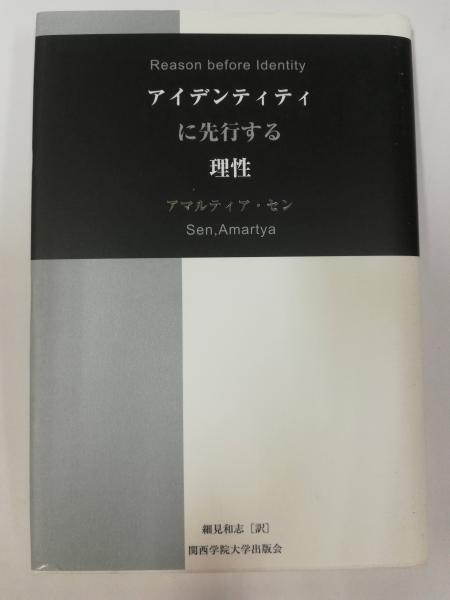 Reason before Identity
アイデンティティ
に先行する
理性
アマルティア・セン
Sen,Amartya
細見和志［訳］
関西学院大学出版会